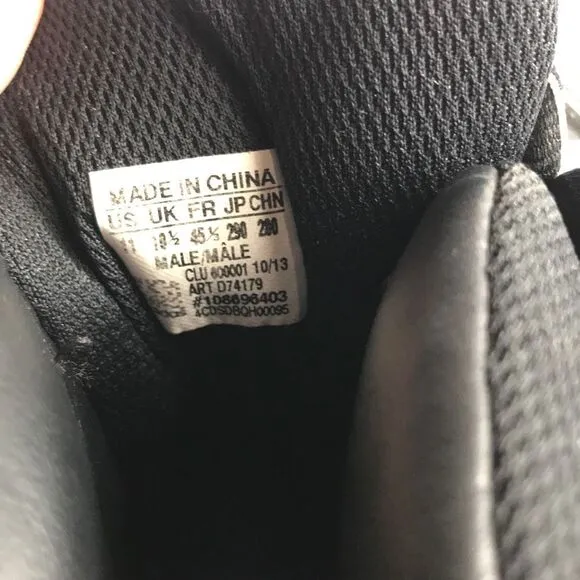 MADE IN CHINA
US UK FR JP CHN
11 10½ 45⅓ 290 280
MALE/MÂLE
CLU 600001 10/13
ART D74179
#108696403
4CDSDBQH00095